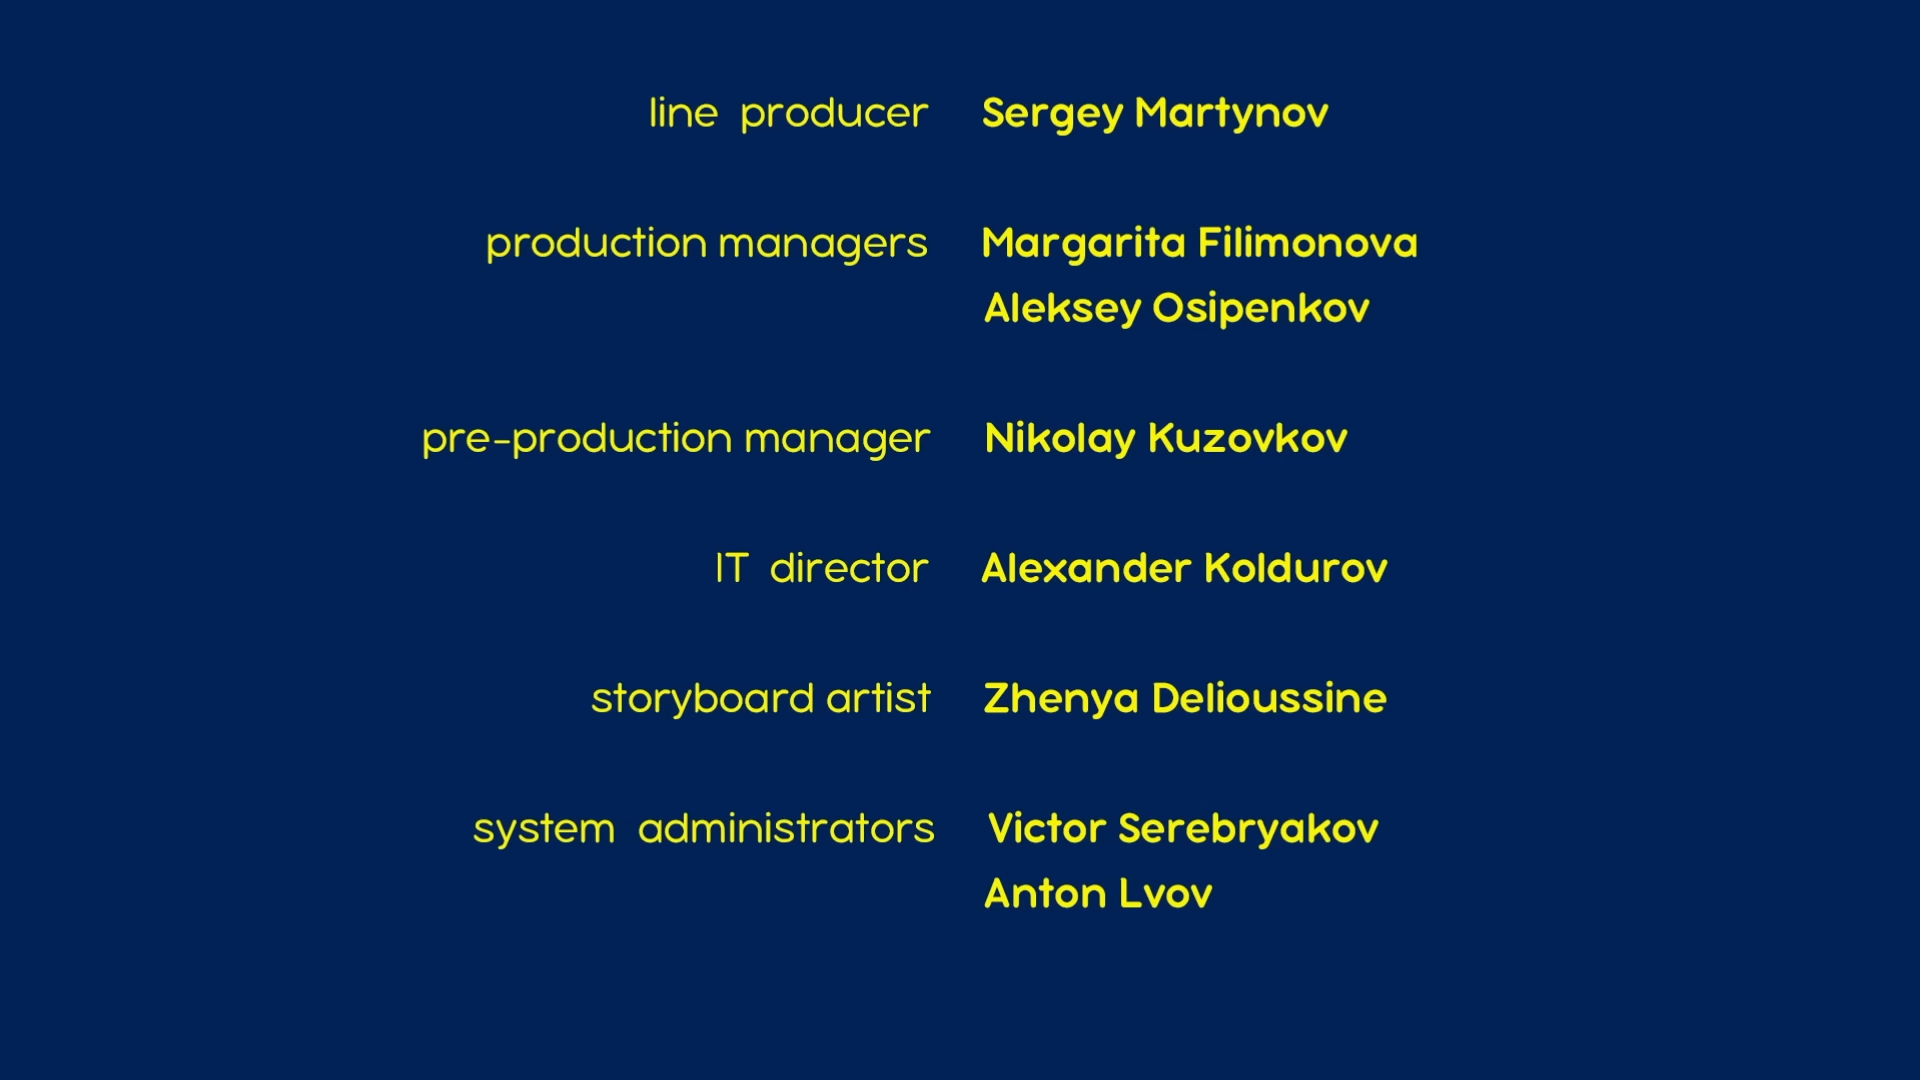 line producer Sergey Martynov
production managers Margarita Filimonova
Aleksey Osipenkov
pre-production manager Nikolay Kuzovkov
IT director Alexander Koldurov
storyboard artist Zhenya Delioussine
system administrators Victor Serebryakov
Anton Lvov